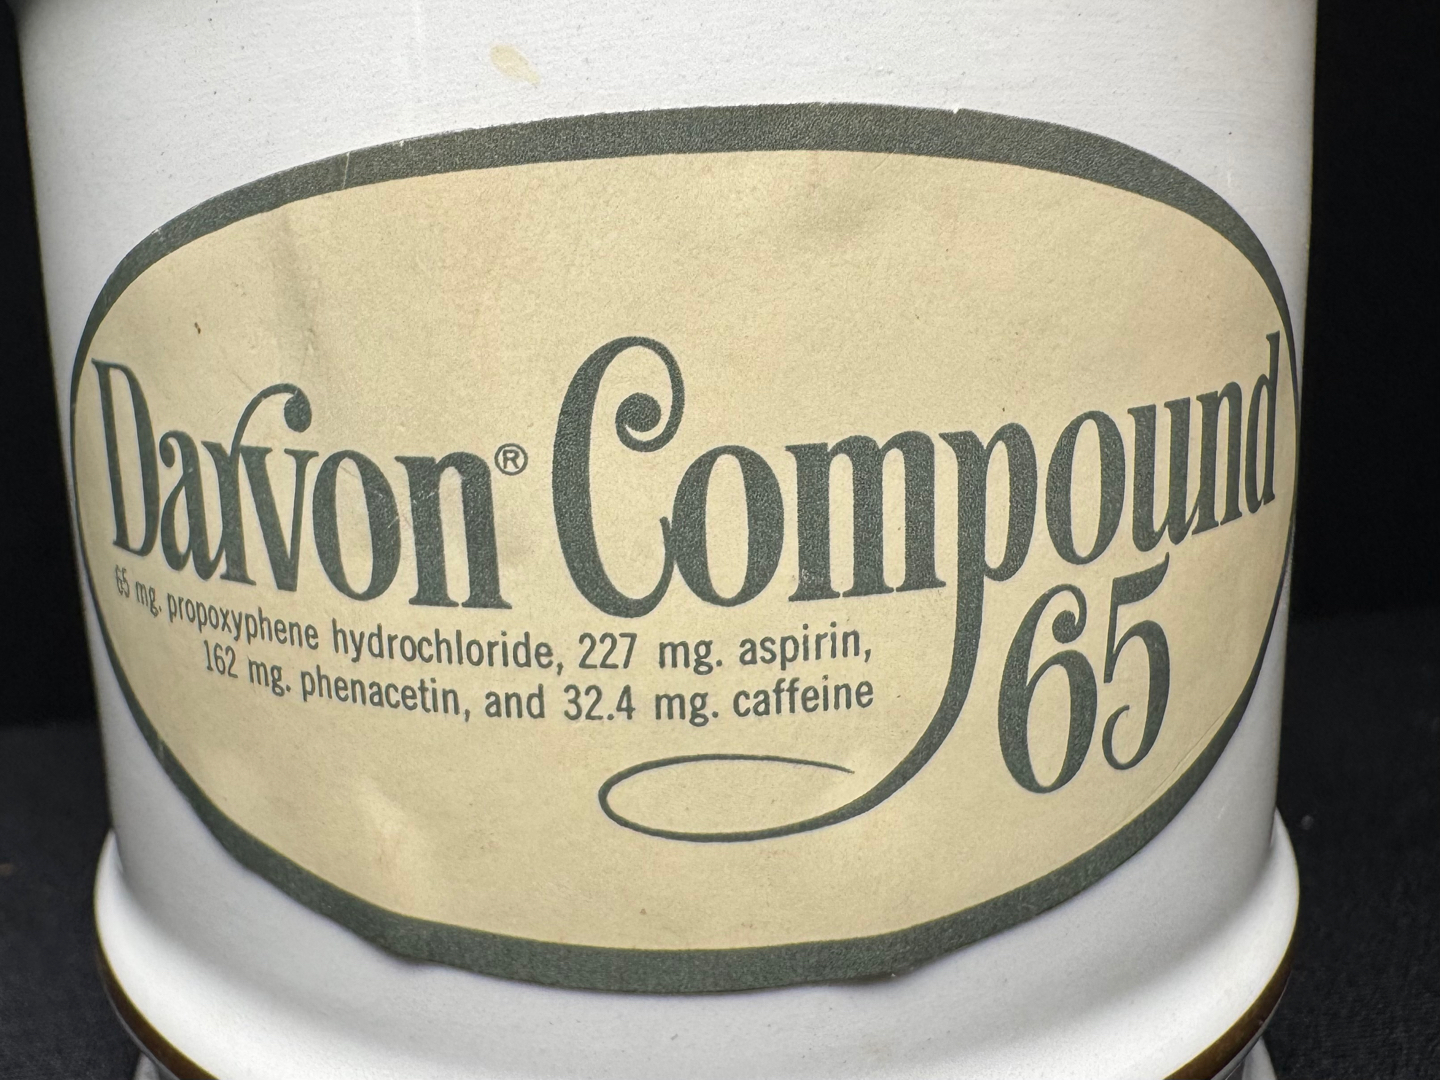 Darvon® Compound
65
65 mg. propoxyphene hydrochloride, 227 mg. aspirin,
162 mg. phenacetin, and 32.4 mg. caffeine